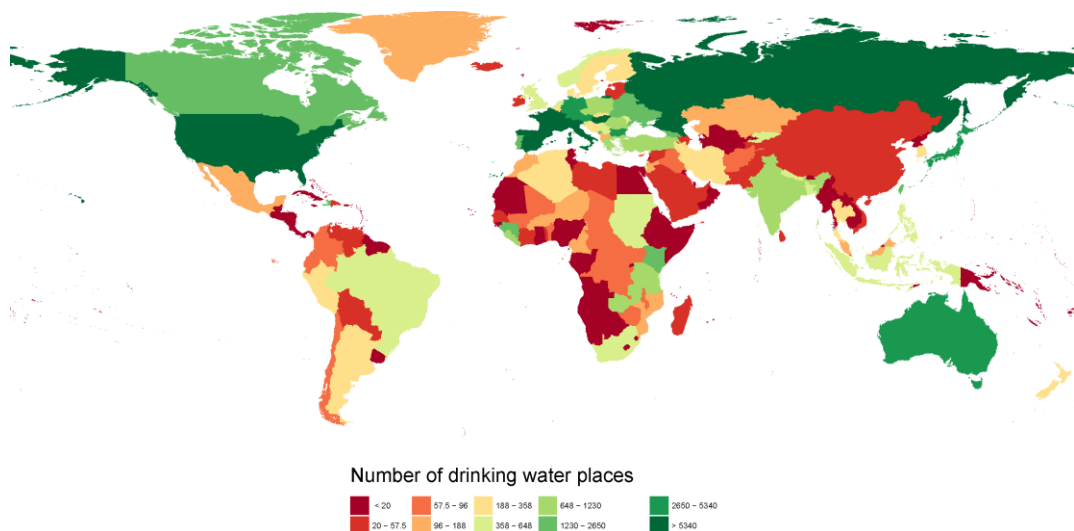 Number of drinking water places
< 20 57.5 – 96 188 – 358 648 – 1230 2650 – 5340
20 – 57.5 96 – 188 358 – 648 1230 – 2650 > 5340